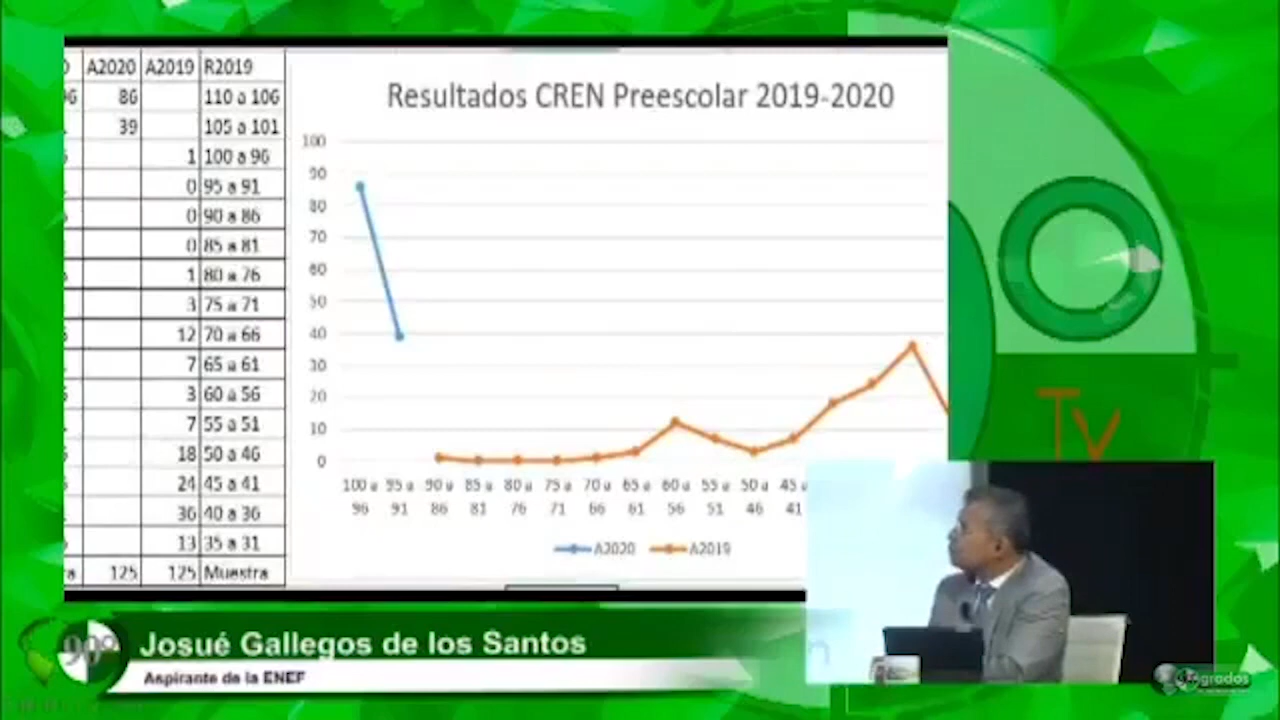 A2020 A2019 R2019
86 110 a 106
39 105 a 101
1 100 a 96
0 95 a 91
0 90 a 86
0 85 a 81
1 80 a 76
3 75 a 71
12 70 a 66
7 65 a 61
3 60 a 56
7 55 a 51
18 50 a 46
24 45 a 41
36 40 a 36
13 35 a 31
125 125 Muestra
Resultados CREN Preescolar 2019-2020
100
90
80
70
60
50
40
30
20
10
0
100 a 95 a 90 a 85 a 80 a 75 a 70 a 65 a 60 a 55 a 50 a 45 a
96 91 86 81 76 71 66 61 56 51 46 41
A2020 A2019
Tv
90°
Josué Gallegos de los Santos
Aspirante de la ENEF